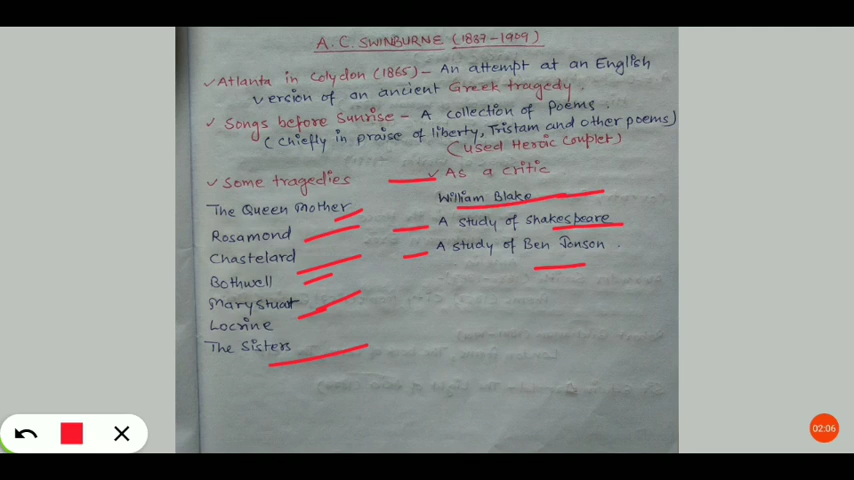 A.C. SWINBURNE (1837-1909)
✓ Atlanta in Colydon (1865) - An attempt at an English
version of an ancient Greek tragedy.
✓ Songs before Sunrise - A collection of Poems.
(Chiefly in praise of liberty, Tristam and other poems)
(used Heroic Couplet)
✓ Some tragedies
The Queen Mother
Rosamond
Chastelard
Bothwell
Mary Stuat
Locrine
The Sisters
✓ As a critic
William Blake
A study of Shakespeare
A study of Ben Jonson.
02:06